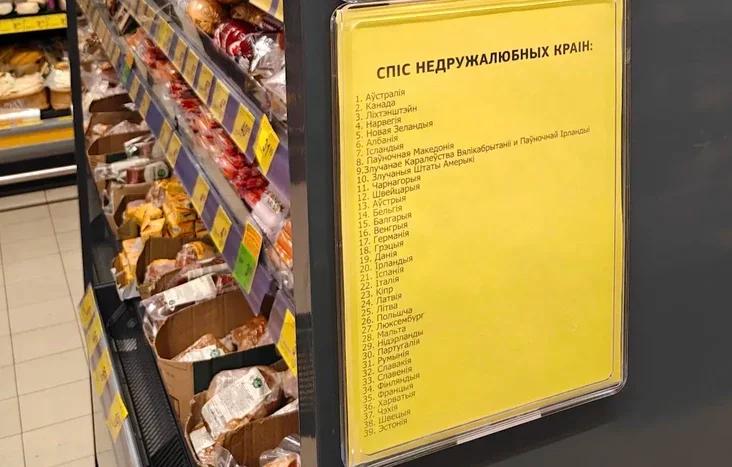 СПІС НЕДРУЖАЛЮБНЫХ КРАІН:
1. Аўстралія
2. Канада
3. Ліхтэнштэйн
4. Нарвегія
5. Новая Зеландыя
6. Албанія
7. Ісландыя
8. Паўночная Македонія
9.Злучанае Каралеўства Вялікабрытаніі и Паўночнай Ірландыі
10. Злучаныя Штаты Амерыкі
11. Чарнагорыя
12. Швейцарыя
13. Аўстрыя
14. Бельгія
15. Балгарыя
16. Венгрыя
17. Германія
18. Грэцыя
19. Данія
20. Ірландыя
21. Іспанія
22. Італія
23. Кіпр
24. Латвія
25. Літва
26. Польшча
27. Люксембург
28. Мальта
29. Нідэрланды
30. Партугалія
31. Румынія
32. Славакія
33. Славенія
34. Фінляндыя
35. Францыя
36. Харватыя
37. Чэхія
38. Швецыя
39. Эстонія